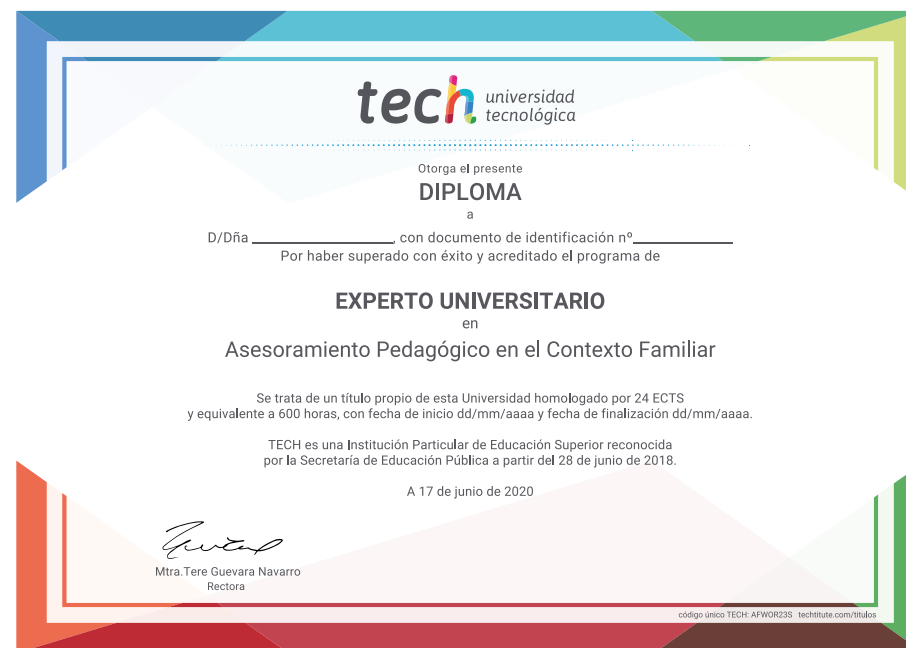 tech universidad
tecnológica
Otorga el presente
DIPLOMA
a
D/Dña ____________________, con documento de identificación nº______________
Por haber superado con éxito y acreditado el programa de
EXPERTO UNIVERSITARIO
en
Asesoramiento Pedagógico en el Contexto Familiar
Se trata de un título propio de esta Universidad homologado por 24 ECTS
y equivalente a 600 horas, con fecha de inicio dd/mm/aaaa y fecha de finalización dd/mm/aaaa.
TECH es una Institución Particular de Educación Superior reconocida
por la Secretaría de Educación Pública a partir del 28 de junio de 2018.
A 17 de junio de 2020
Mtra.Tere Guevara Navarro
Rectora
código único TECH: AFWOR23S techtitute.com/titulos